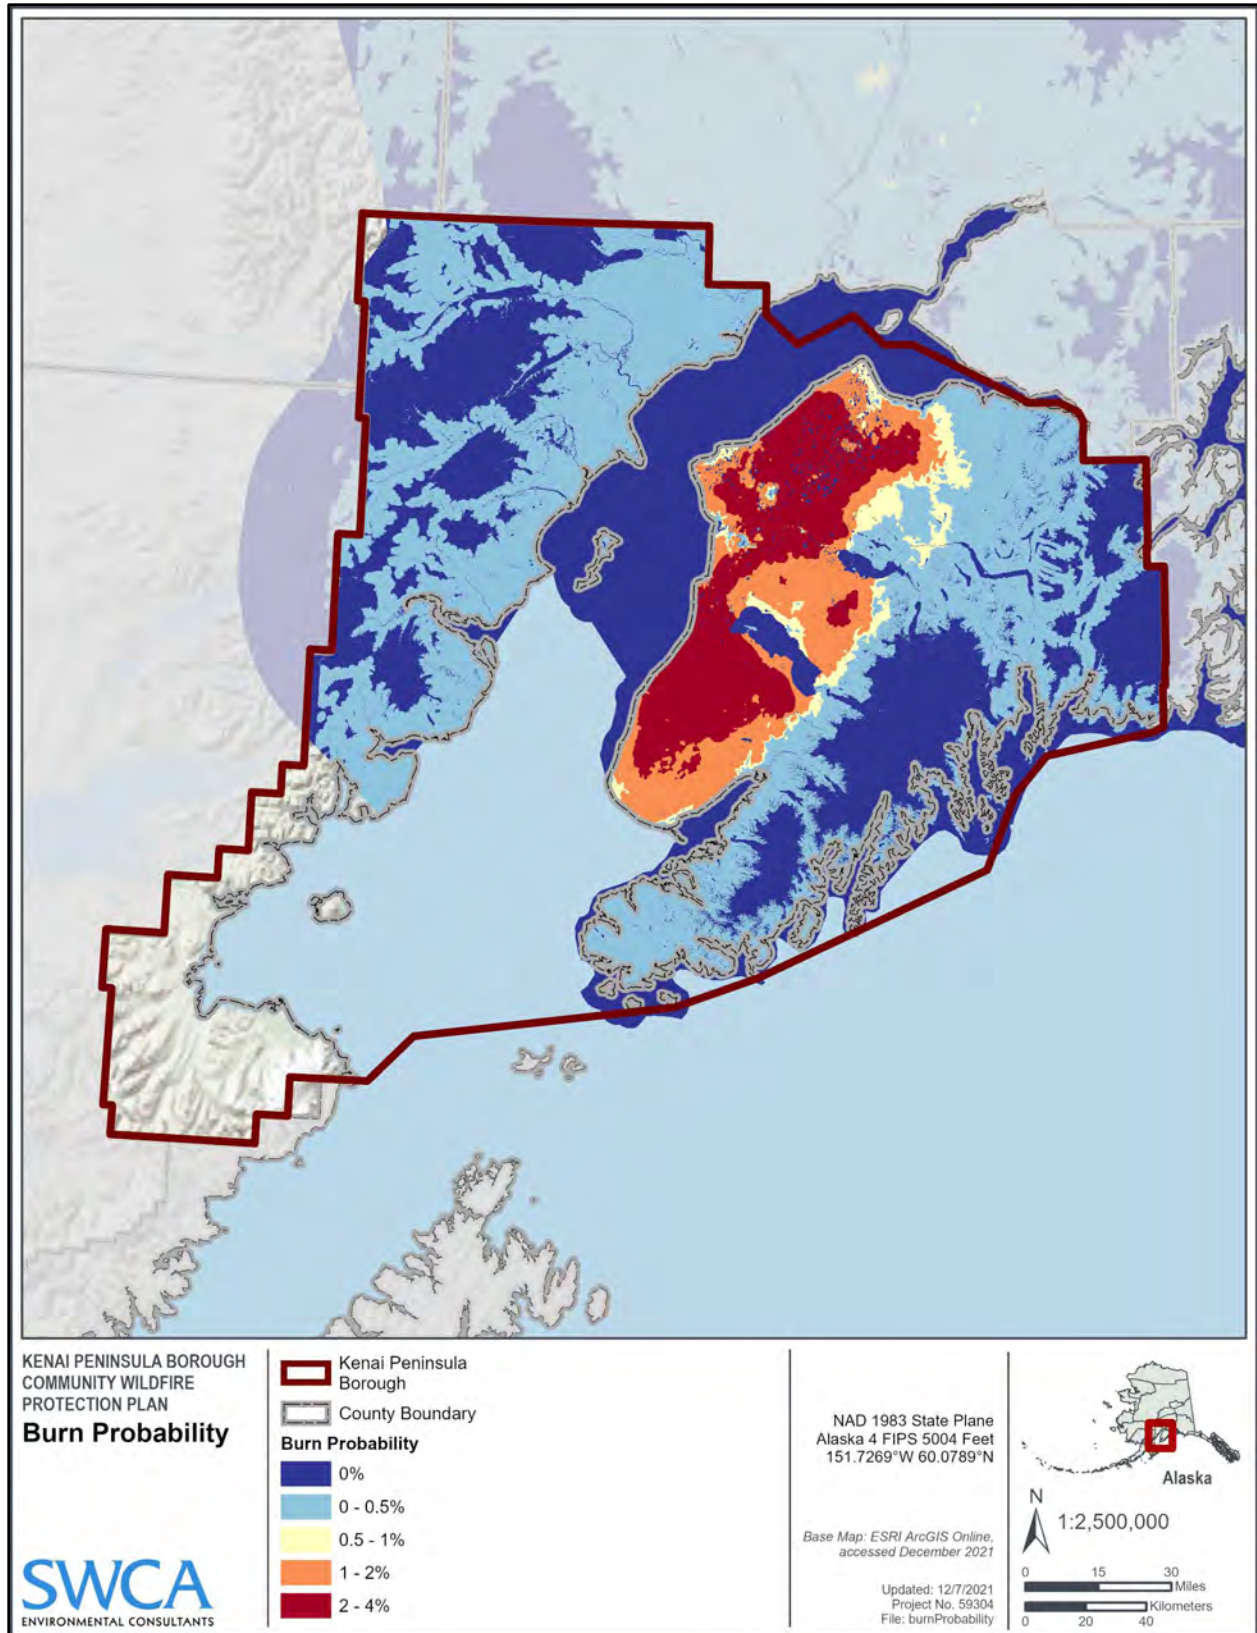 KENAI PENINSULA BOROUGH
COMMUNITY WILDFIRE
PROTECTION PLAN
Burn Probability
SWCA
ENVIRONMENTAL CONSULTANTS
Kenai Peninsula
Borough
County Boundary
Burn Probability
0%
0 - 0.5%
0.5 - 1%
1 - 2%
2 - 4%
NAD 1983 State Plane
Alaska 4 FIPS 5004 Feet
151.7269°W 60.0789°N
Base Map: ESRI ArcGIS Online,
accessed December 2021
Updated: 12/7/2021
Project No. 59304
File: burnProbability
Alaska
N
1:2,500,000
0 15 30
Miles
Kilometers
0 20 40